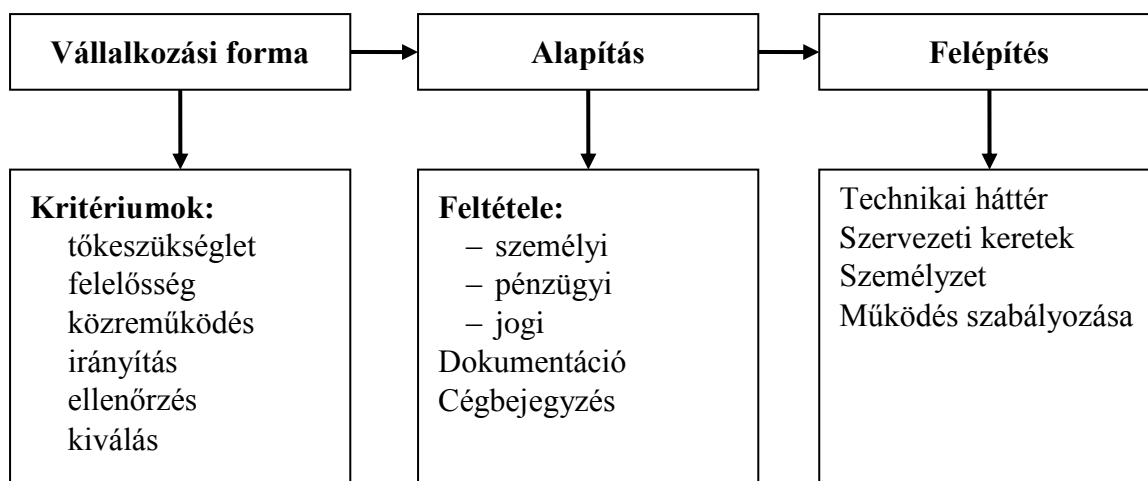 Vállalkozási forma
Alapítás
Felépítés
Kritériumok:
tőkeszükséglet
felelősség
közreműködés
irányítás
ellenőrzés
kiválás
Feltétele:
– személyi
– pénzügyi
– jogi
Dokumentáció
Cégbejegyzés
Technikai háttér
Szervezeti keretek
Személyzet
Működés szabályozása